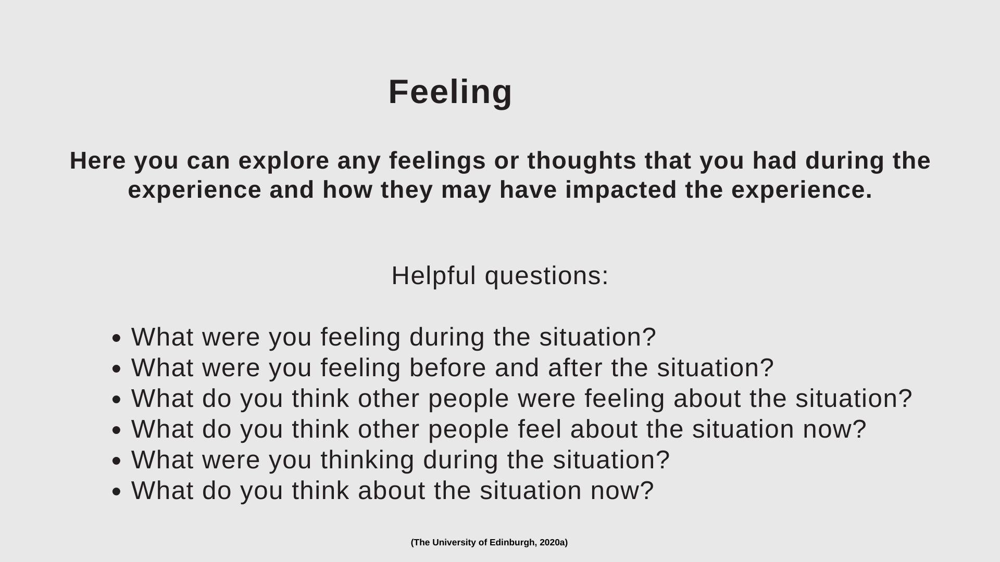 Feeling
Here you can explore any feelings or thoughts that you had during the
experience and how they may have impacted the experience.
Helpful questions:
• What were you feeling during the situation?
• What were you feeling before and after the situation?
• What do you think other people were feeling about the situation?
• What do you think other people feel about the situation now?
• What were you thinking during the situation?
• What do you think about the situation now?
(The University of Edinburgh, 2020a)